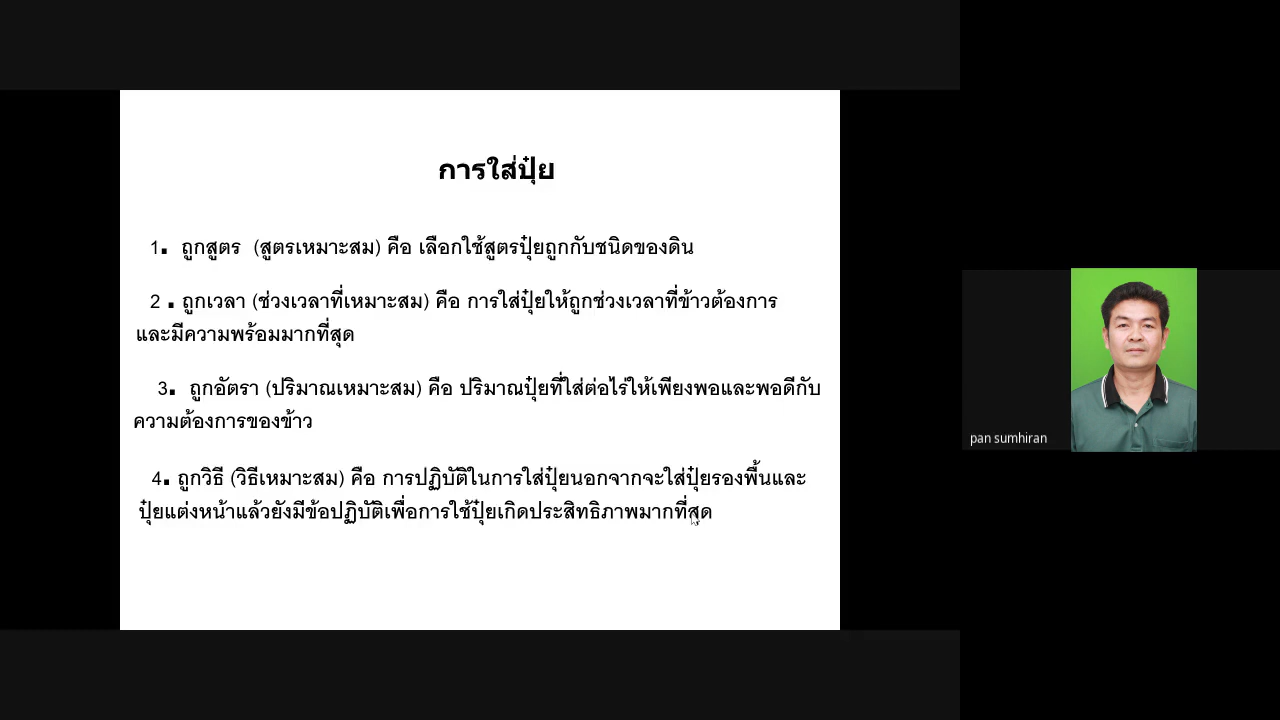 การใส่ปุ๋ย
1. ถูกสูตร (สูตรเหมาะสม) คือ เลือกใช้สูตรปุ๋ยถูกกับชนิดของดิน
2 . ถูกเวลา (ช่วงเวลาที่เหมาะสม) คือ การใส่ปุ๋ยให้ถูกช่วงเวลาที่ข้าวต้องการ
และมีความพร้อมมากที่สุด
3. ถูกอัตรา (ปริมาณเหมาะสม) คือ ปริมาณปุ๋ยที่ใส่ต่อไร่ให้เพียงพอและพอดีกับ
ความต้องการของข้าว
4. ถูกวิธี (วิธีเหมาะสม) คือ การปฏิบัติในการใส่ปุ๋ยนอกจากจะใส่ปุ๋ยรองพื้นและ
ปุ๋ยแต่งหน้าแล้วยังมีข้อปฏิบัติเพื่อการใช้ปุ๋ยเกิดประสิทธิภาพมากที่สุด
pan sumhiran